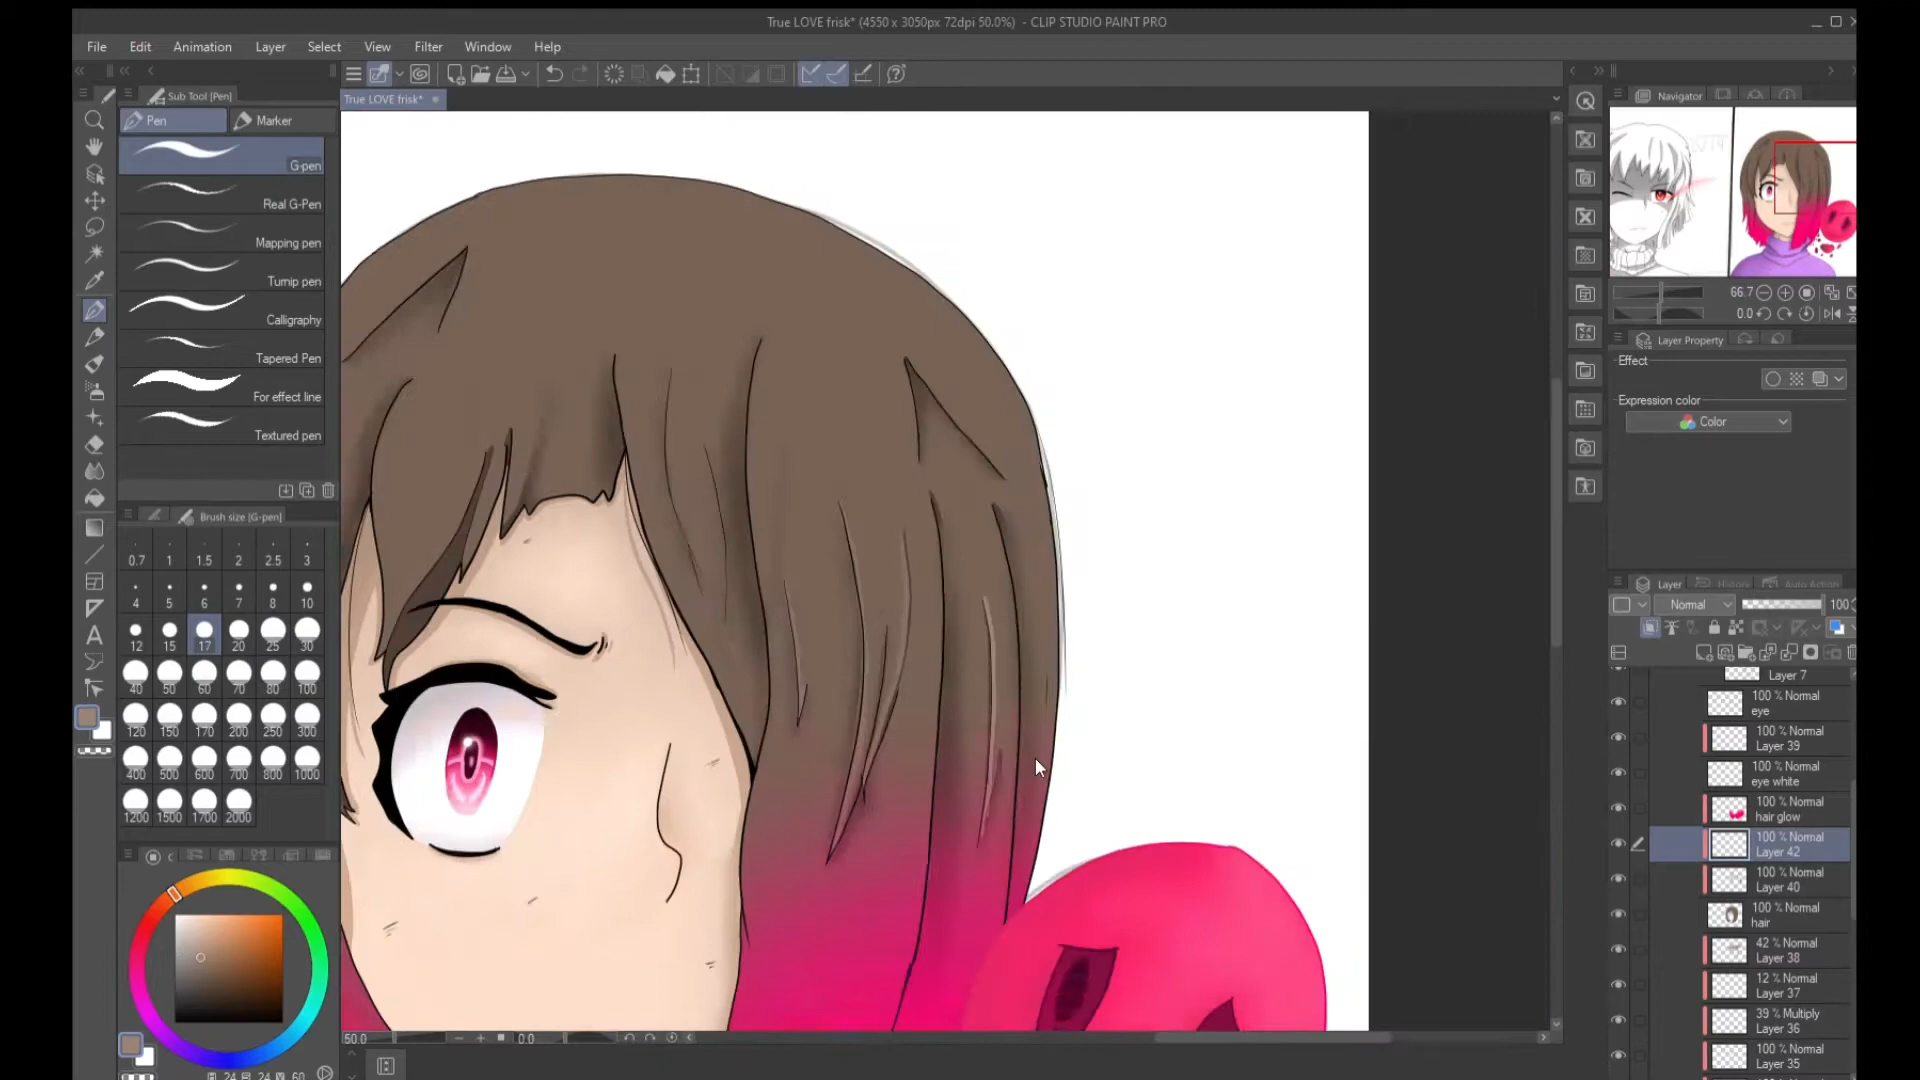 True LOVE frisk* (4550 x 3050px 72dpi 50.0%) - CLIP STUDIO PAINT PRO
File Edit Animation Layer Select View Filter Window Help
Sub Tool [Pen]
True LOVE frisk*
Navigator
Pen Marker
G-pen
Real G-Pen
Mapping pen
Turnip pen
Calligraphy
Tapered Pen
For effect line
Textured pen
Brush size [G-pen]
0.7 1 1.5 2 2.5 3
4 5 6 7 8 10
12 15 17 20 25 30
40 50 60 70 80 100
120 150 170 200 250 300
400 500 600 700 800 1000
1200 1500 1700 2000
50.0 0.0
66.7
0.0
Layer Property
Effect
Expression color
Color
Layer History Auto Action
Normal 100
Layer 7
100 % Normal
eye
100 % Normal
Layer 39
100 % Normal
eye white
100 % Normal
hair glow
100 % Normal
Layer 42
100 % Normal
Layer 40
100 % Normal
hair
42 % Normal
Layer 38
12 % Normal
Layer 37
39 % Multiply
Layer 36
100 % Normal
Layer 35